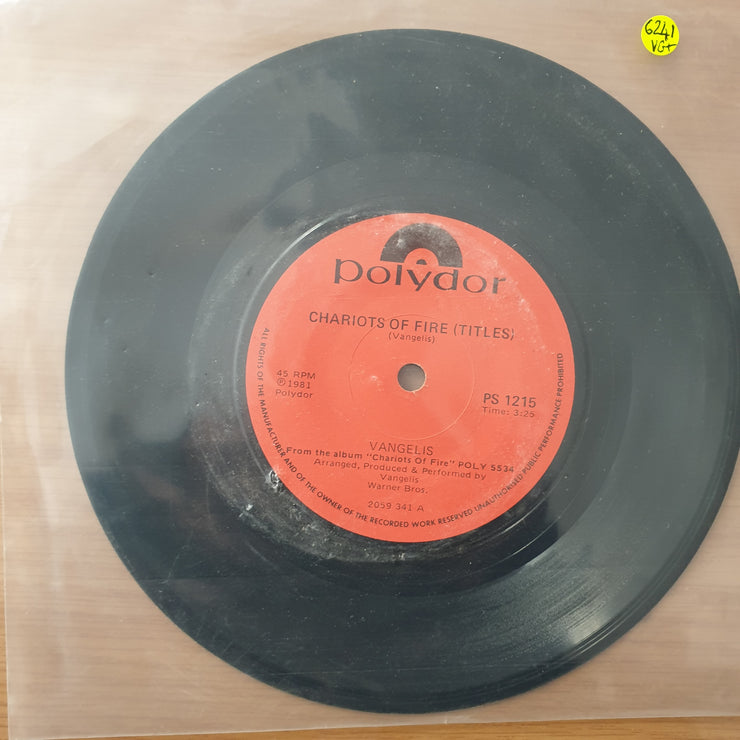 6241
VG+
polydor
CHARIOTS OF FIRE (TITLES)
(Vangelis)
45 RPM
℗ 1981
Polydor
PS 1215
Time: 3:25
VANGELIS
From the album "Chariots Of Fire" POLY 5534
Arranged, Produced & Performed by
Vangelis
Warner Bros.
2059 341 A
ALL RIGHTS OF THE MANUFACTURER AND OF THE OWNER OF THE RECORDED WORK RESERVED UNAUTHORISED PUBLIC PERFORMANCE PROHIBITED